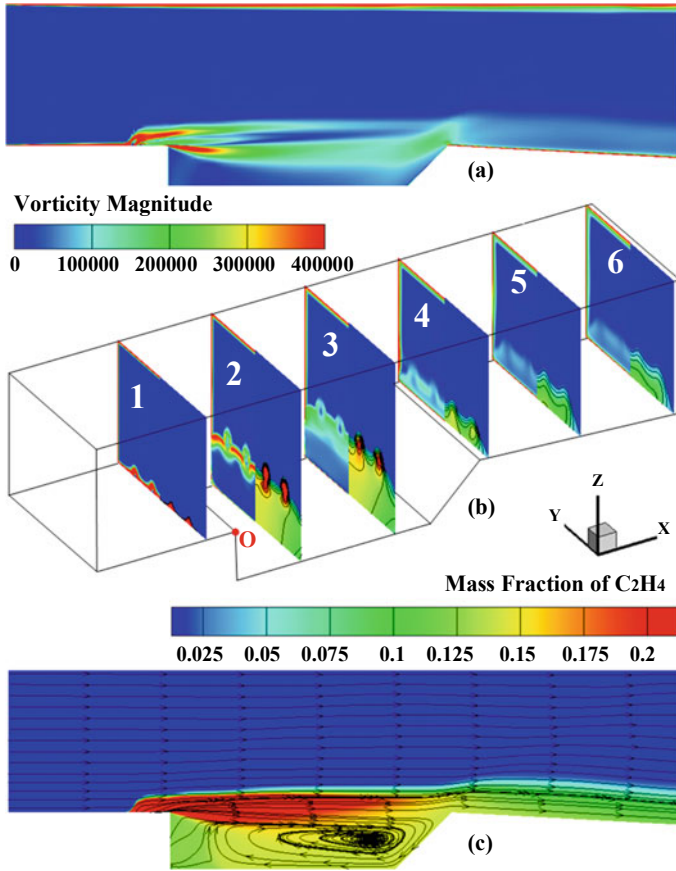 (a)
Vorticity Magnitude
0 100000 200000 300000 400000
1 2 3 4 5 6
O
(b)
Z
Y
X
Mass Fraction of C₂H₄
0.025 0.05 0.075 0.1 0.125 0.15 0.175 0.2
(c)